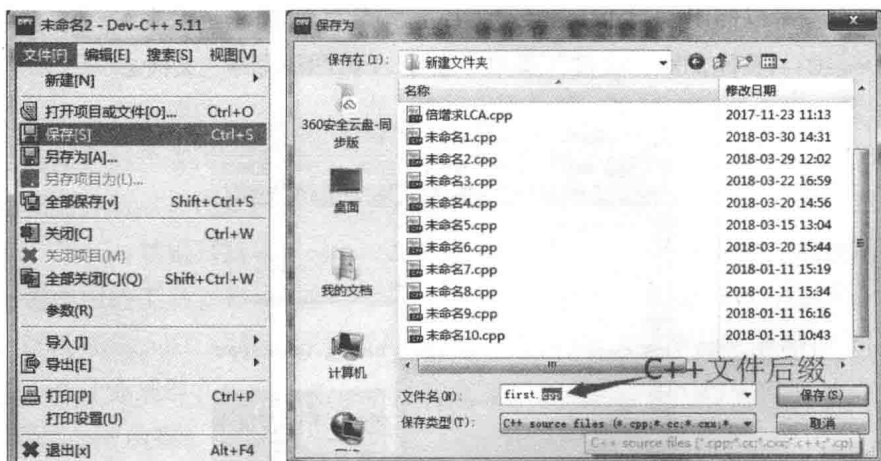 未命名2 - Dev-C++ 5.11
文件[F] 编辑[E] 搜索[S] 视图[V]
新建[N]
打开项目或文件[O]... Ctrl+O
保存[S] Ctrl+S
另存为[A]...
另存项目为(L)...
全部保存[v] Shift+Ctrl+S
关闭[C] Ctrl+W
关闭项目(M}
全部关闭[C](Q) Shift+Ctrl+W
参数(R)
导入[I]
导出[E]
打印[P] Ctrl+P
打印设置(U)
退出[x] Alt+F4
保存为
保存在(I): 新建文件夹
名称 修改日期
倍增求LCA.cpp 2017-11-23 11:13
未命名1.cpp 2018-03-30 14:31
未命名2.cpp 2018-03-29 12:02
未命名3.cpp 2018-03-22 16:59
未命名4.cpp 2018-03-20 14:56
未命名5.cpp 2018-03-15 13:04
未命名6.cpp 2018-03-20 15:44
未命名7.cpp 2018-01-11 15:19
未命名8.cpp 2018-01-11 15:34
未命名9.cpp 2018-01-11 16:16
未命名10.cpp 2018-01-11 10:43
360安全云盘-同
步版
桌面
我的文档
计算机
C++文件后缀
文件名(N): first. 保存(S)
保存类型(T): C++ source files (*.cpp;*.cc;*.cxx;*. 取消
C++ source files (*.cpp;*.cc;*.cxx;*.c++;*.cp)